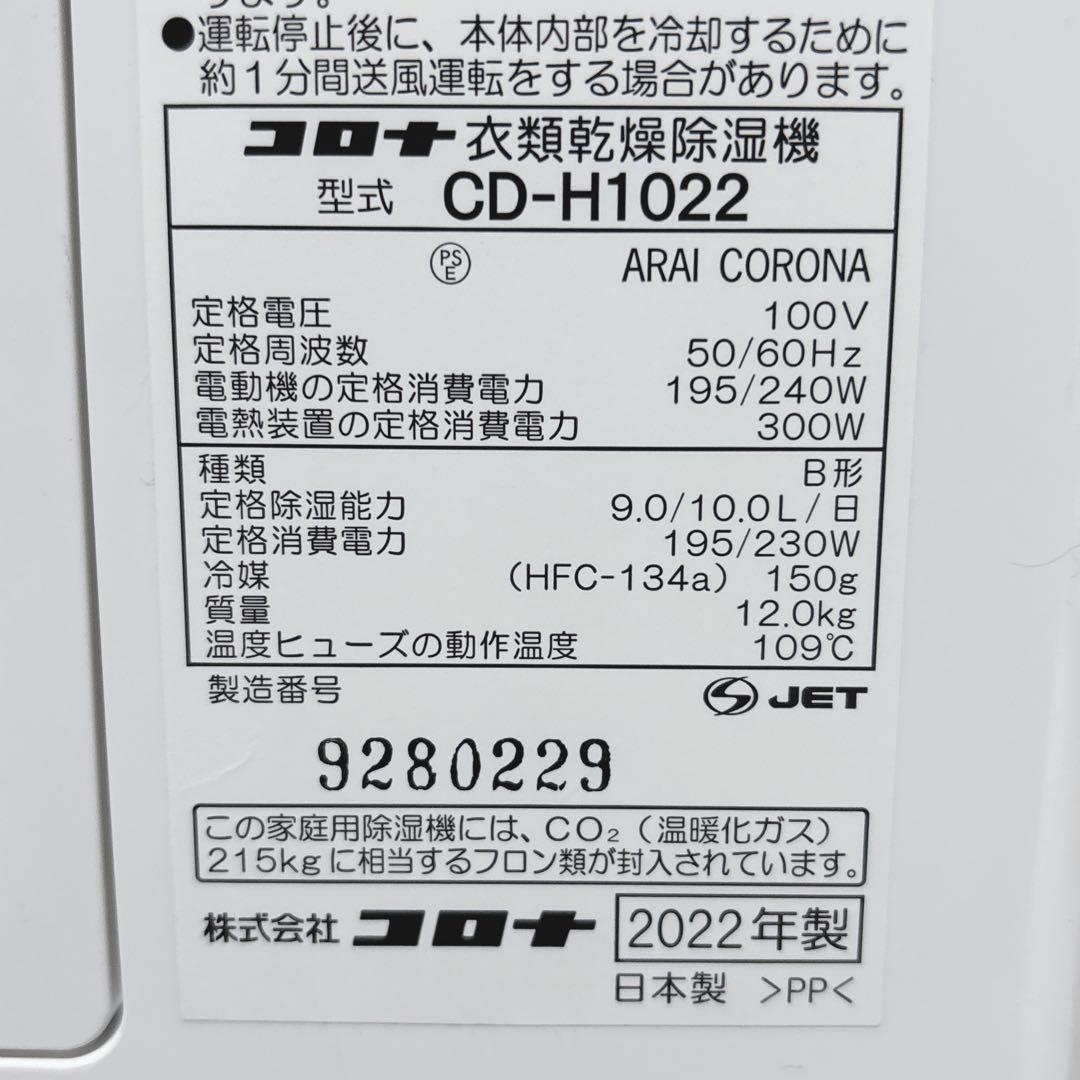 ります。
●運転停止後に、本体内部を冷却するために
約1分間送風運転をする場合があります。
コロナ 衣類乾燥除湿機
型式 CD-H1022
PSE ARAI CORONA
定格電圧 100V
定格周波数 50/60Hz
電動機の定格消費電力 195/240W
電熱装置の定格消費電力 300W
種類 B形
定格除湿能力 9.0/10.0L/日
定格消費電力 195/230W
冷媒 (HFC-134a) 150g
質量 12.0kg
温度ヒューズの動作温度 109℃
製造番号 S JET
9280229
この家庭用除湿機には、CO₂(温暖化ガス)
215kgに相当するフロン類が封入されています。
株式会社 コロナ 2022年製
日本製 >PP<